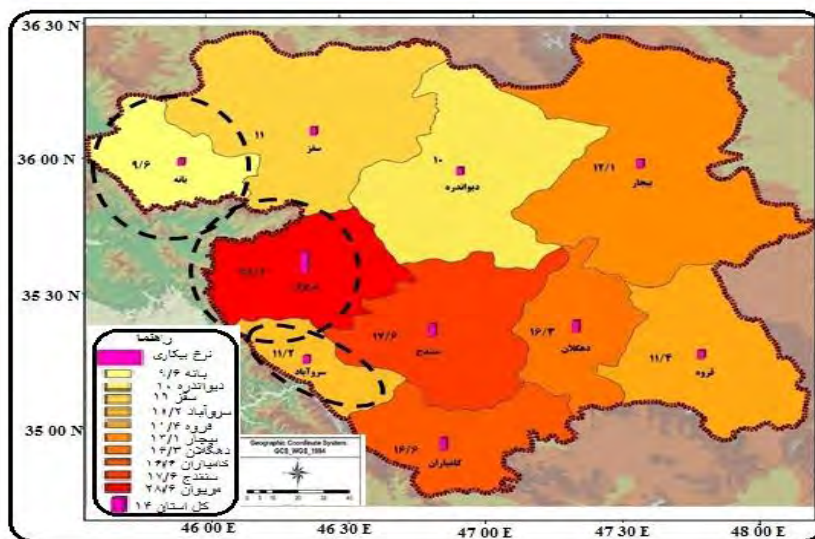 36 30 N
36 00 N
35 30 N
35 00 N
46 00 E
46 30 E
47 00 E
47 30 E
48 00 E
۹/۶
بانه
۱۱
سقز
۱۰
دیواندره
۱۲/۱
بیجار
۱۷/۶
سنندج
۱۶/۳
دهگلان
۱۱/۴
قروه
۱۱/۲
سروآباد
۱۶/۶
کامیاران
راهنما
نرخ بیکاری
بانه ۹/۶
دیواندره ۱۰
سقز ۱۱
سروآباد ۱۱/۲
قروه ۱۱/۴
بیجار ۱۲/۱
دهگلان ۱۶/۳
کامیاران ۱۶/۶
سنندج ۱۷/۶
مریوان ۲۸/۶
کل استان ۱۴
Geographic Coordinate System:
GCS_WGS_1984